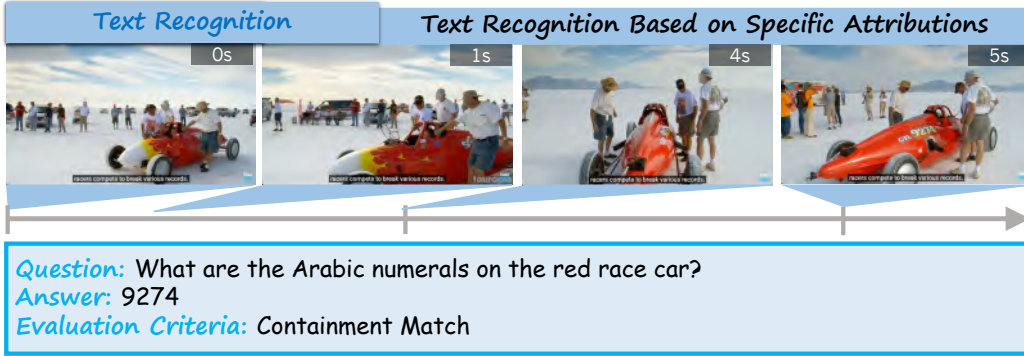 Text Recognition
Text Recognition Based on Specific Attributions
0s
1s
4s
5s
racers compete to break various records.
racers compete to break various records.
racers compete to break various records.
racers compete to break various records.
9274
Question: What are the Arabic numerals on the red race car?
Answer: 9274
Evaluation Criteria: Containment Match